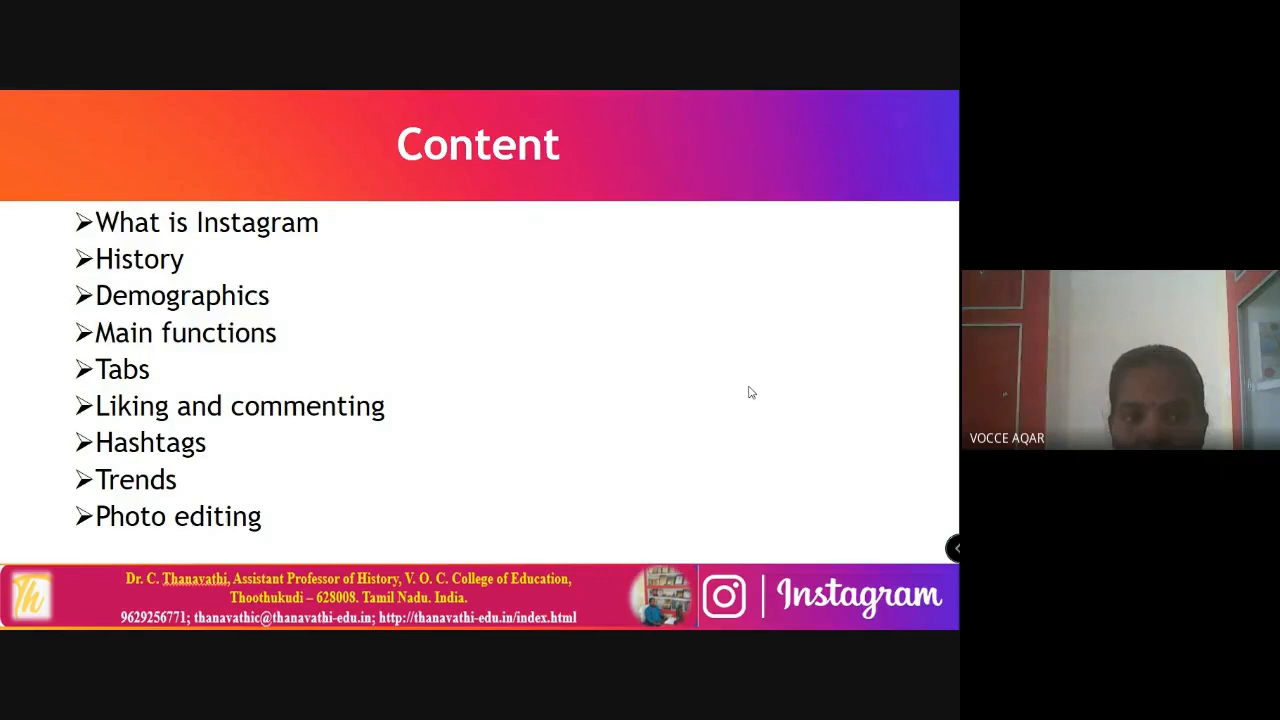 Content
➢What is Instagram
➢History
➢Demographics
➢Main functions
➢Tabs
➢Liking and commenting
➢Hashtags
➢Trends
➢Photo editing
VOCCE AQAR
Th
Dr. C. Thanavathi, Assistant Professor of History, V. O. C. College of Education,
Thoothukudi – 628008. Tamil Nadu. India.
9629256771; thanavathic@thanavathi-edu.in; http://thanavathi-edu.in/index.html
Instagram